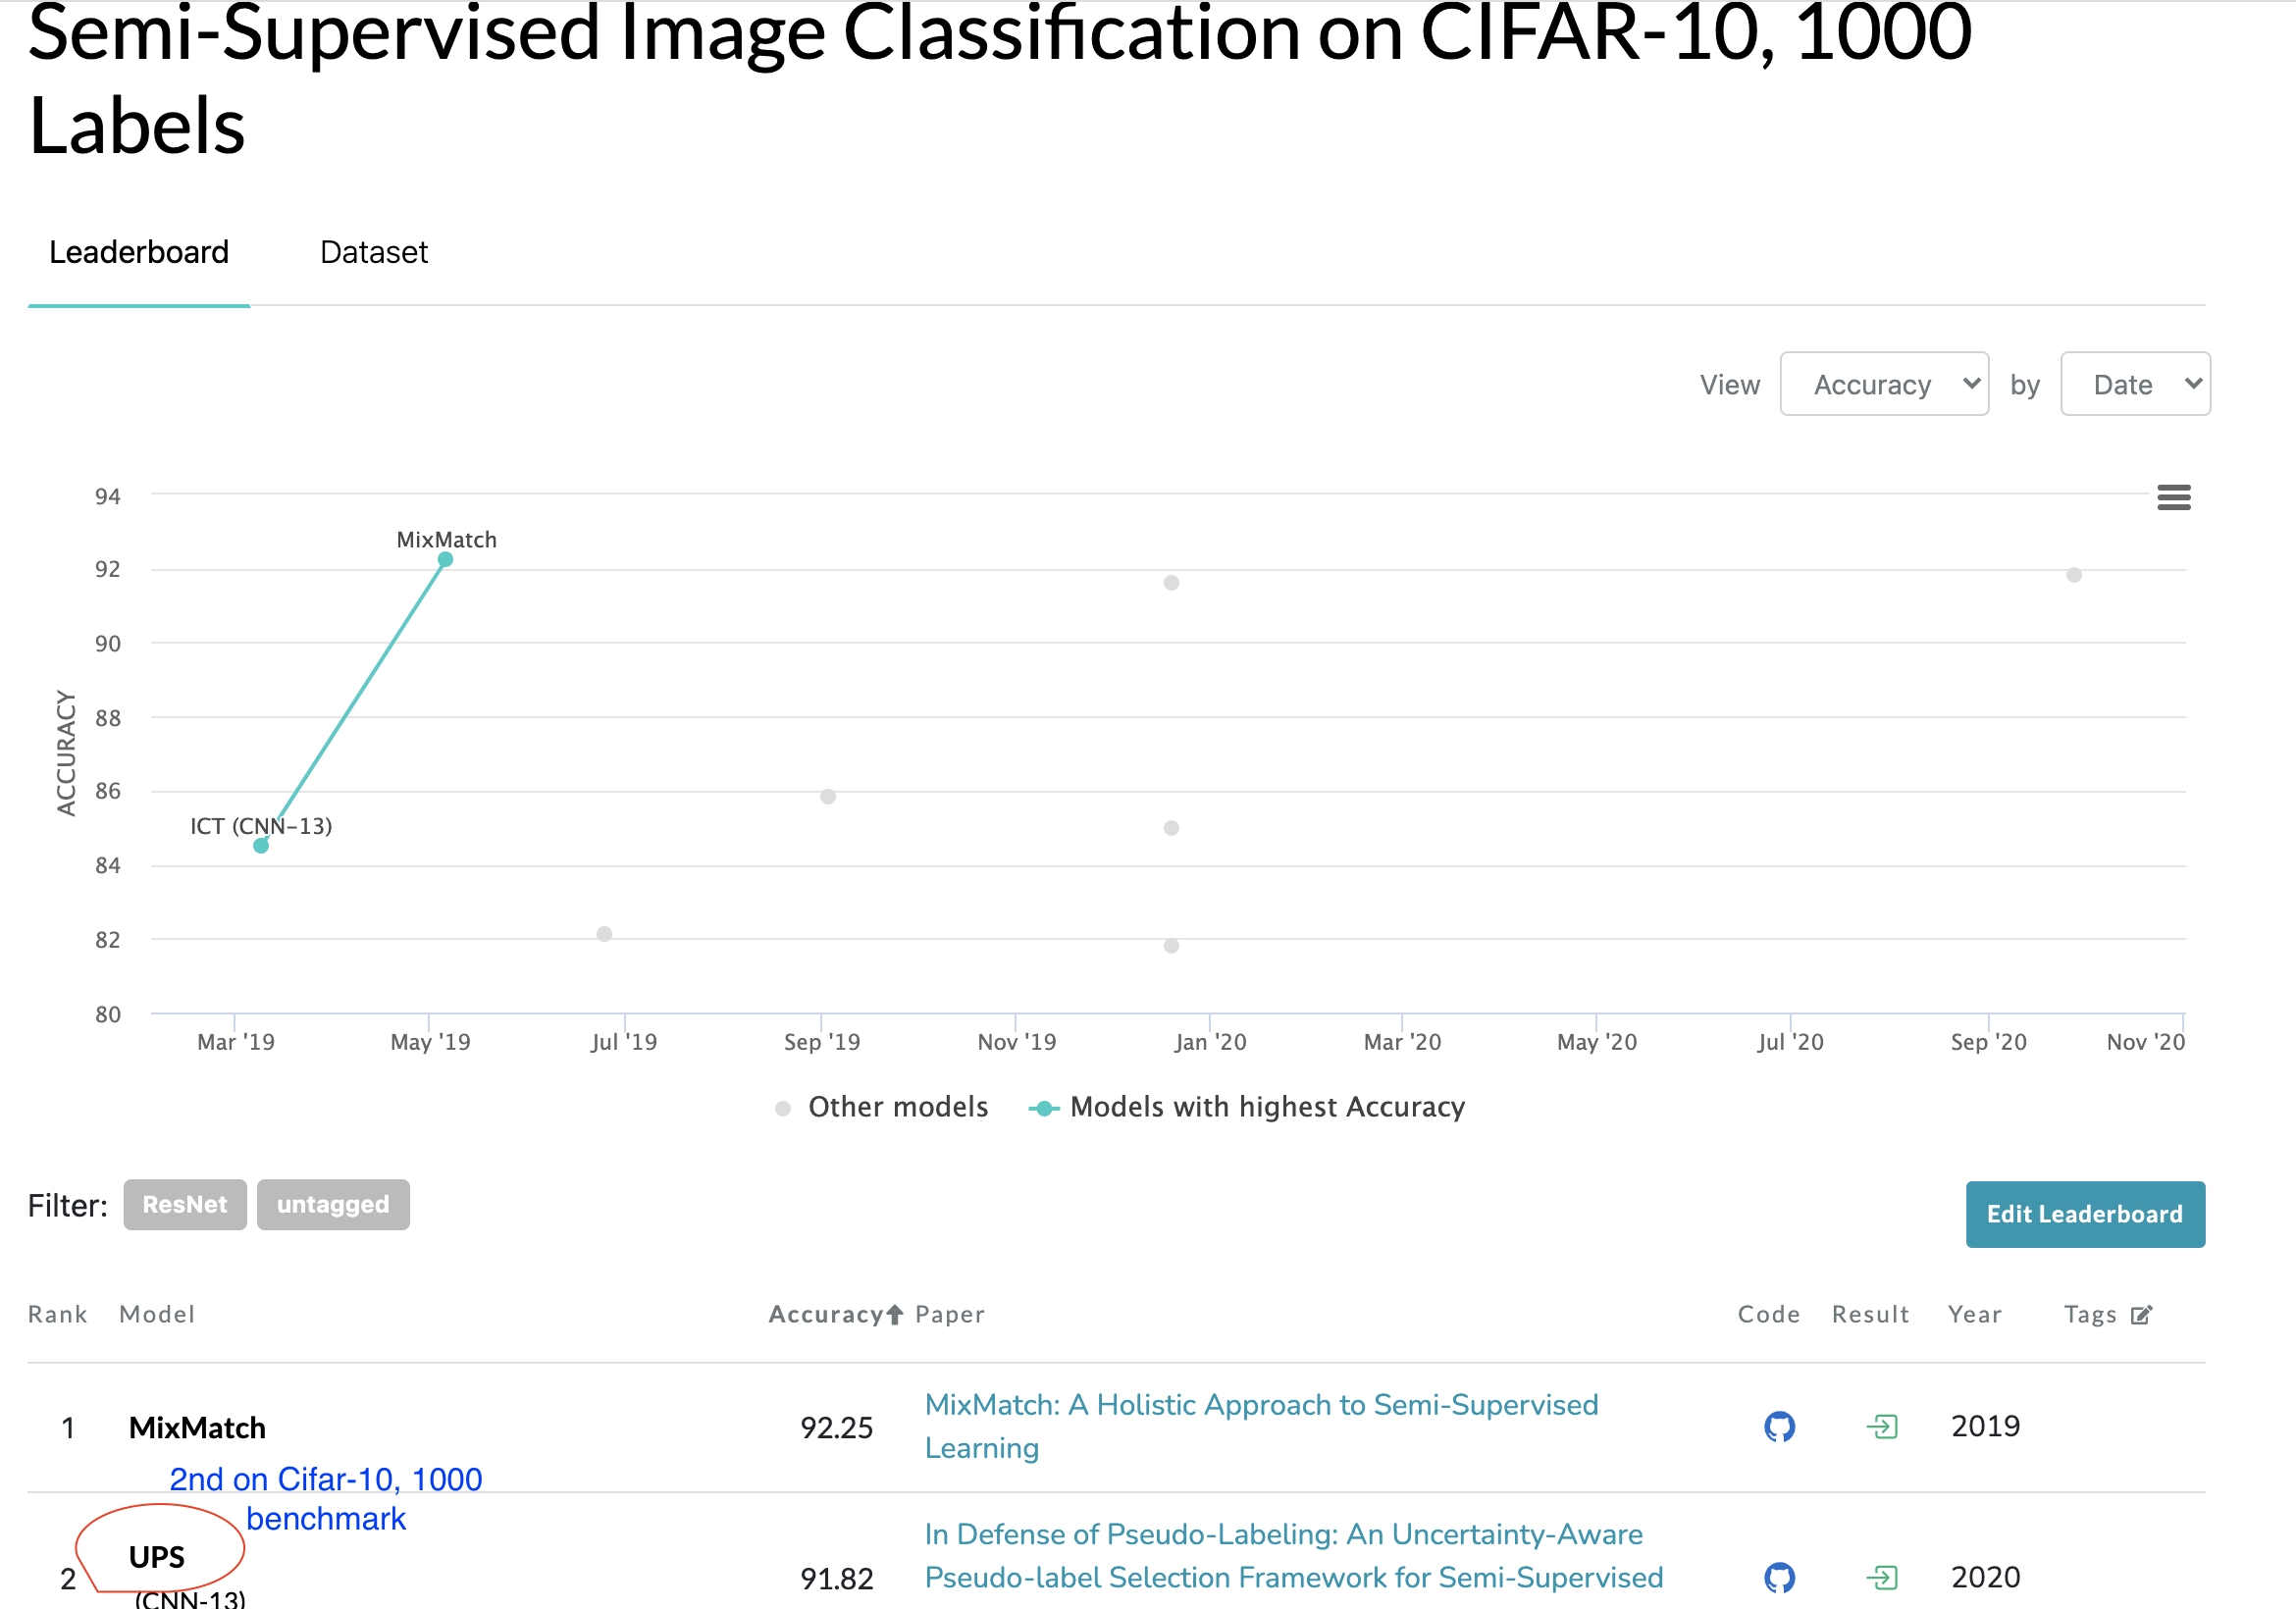 Semi-Supervised Image Classification on CIFAR-10, 1000
Labels
Leaderboard Dataset
View Accuracy by Date
94
MixMatch
92
90
ACCURACY
88
86
ICT (CNN-13)
84
82
80
Mar '19 May '19 Jul '19 Sep '19 Nov '19 Jan '20 Mar '20 May '20 Jul '20 Sep '20 Nov '20
Other models Models with highest Accuracy
Filter: ResNet untagged Edit Leaderboard
Rank Model Accuracy Paper Code Result Year Tags
MixMatch: A Holistic Approach to Semi-Supervised
1 MixMatch 92.25 2019
Learning
2nd on Cifar-10, 1000
benchmark
In Defense of Pseudo-Labeling: An Uncertainty-Aware
UPS
2 91.82 Pseudo-label Selection Framework for Semi-Supervised 2020
(CNN-13)